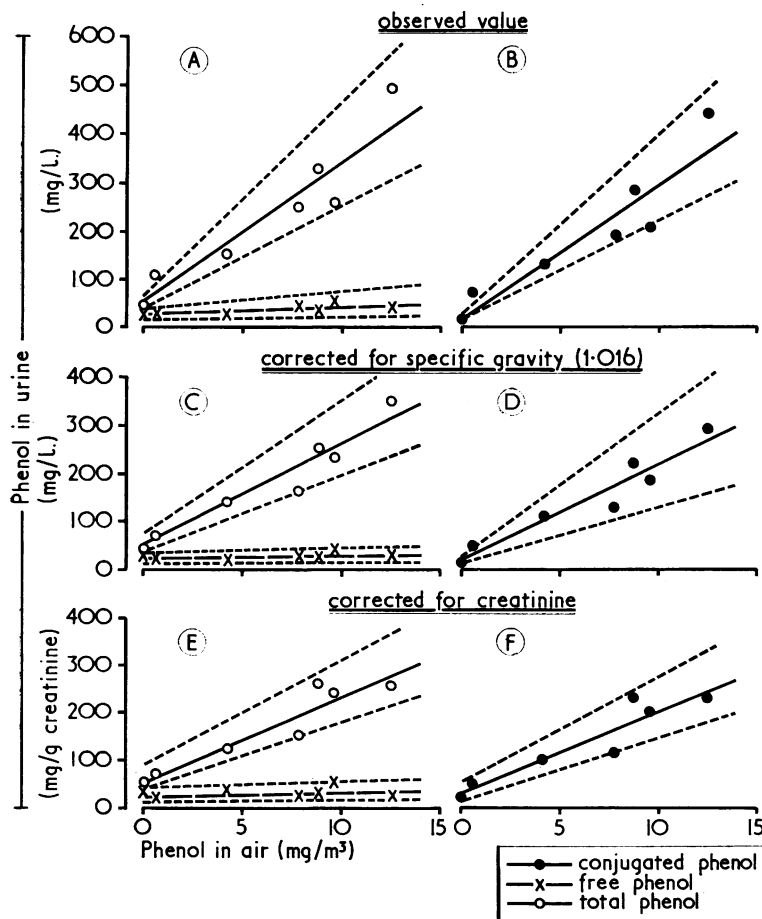 observed value
600
500
400
300
200
100
0
(mg/L.)
A
B
corrected for specific gravity (1·016)
400
300
200
100
0
(mg/L.)
C
D
Phenol in urine
corrected for creatinine
400
300
200
100
0
(mg/g creatinine)
E
F
0 5 10 15
0 5 10 15
Phenol in air (mg/m³)
conjugated phenol
x free phenol
total phenol